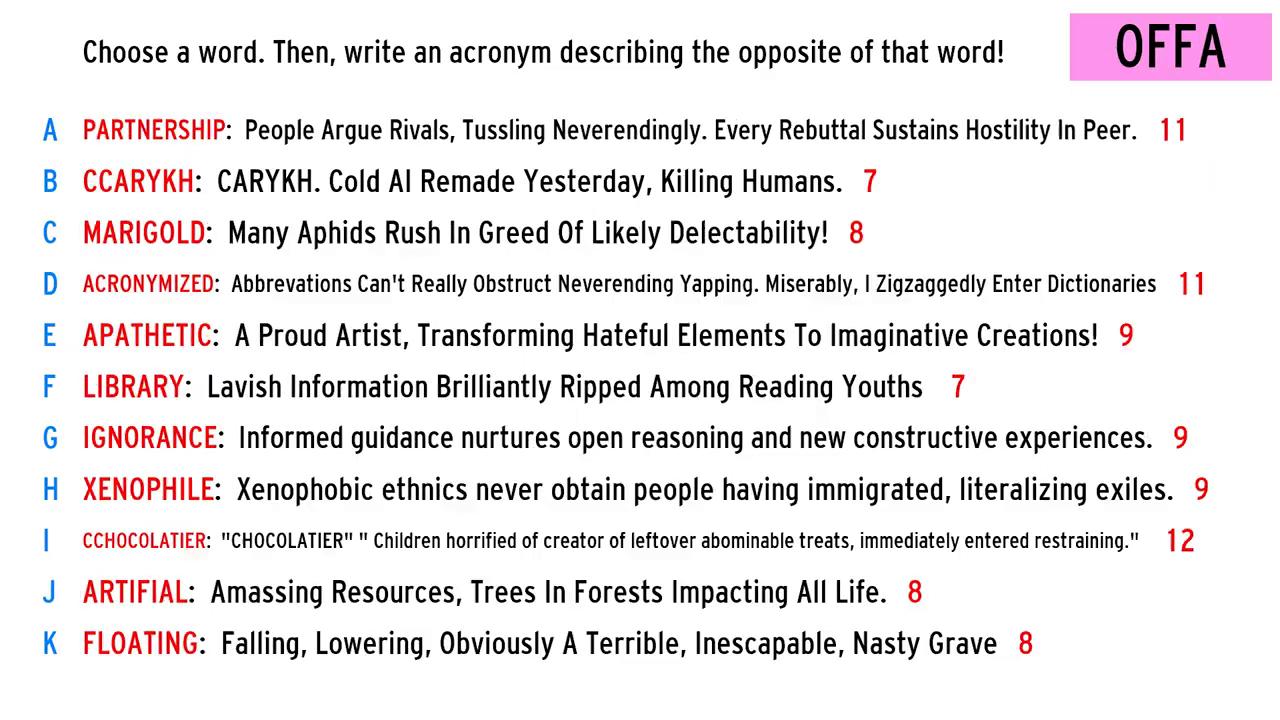 Choose a word. Then, write an acronym describing the opposite of that word!
OFFA
A PARTNERSHIP: People Argue Rivals, Tussling Neverendingly. Every Rebuttal Sustains Hostility In Peer. 11
B CCARYKH: CARYKH. Cold AI Remade Yesterday, Killing Humans. 7
C MARIGOLD: Many Aphids Rush In Greed Of Likely Delectability! 8
D ACRONYMIZED: Abbrevations Can't Really Obstruct Neverending Yapping. Miserably, I Zigzaggedly Enter Dictionaries 11
E APATHETIC: A Proud Artist, Transforming Hateful Elements To Imaginative Creations! 9
F LIBRARY: Lavish Information Brilliantly Ripped Among Reading Youths 7
G IGNORANCE: Informed guidance nurtures open reasoning and new constructive experiences. 9
H XENOPHILE: Xenophobic ethnics never obtain people having immigrated, literalizing exiles. 9
I CCHOCOLATIER: "CHOCOLATIER" " Children horrified of creator of leftover abominable treats, immediately entered restraining." 12
J ARTIFIAL: Amassing Resources, Trees In Forests Impacting All Life. 8
K FLOATING: Falling, Lowering, Obviously A Terrible, Inescapable, Nasty Grave 8